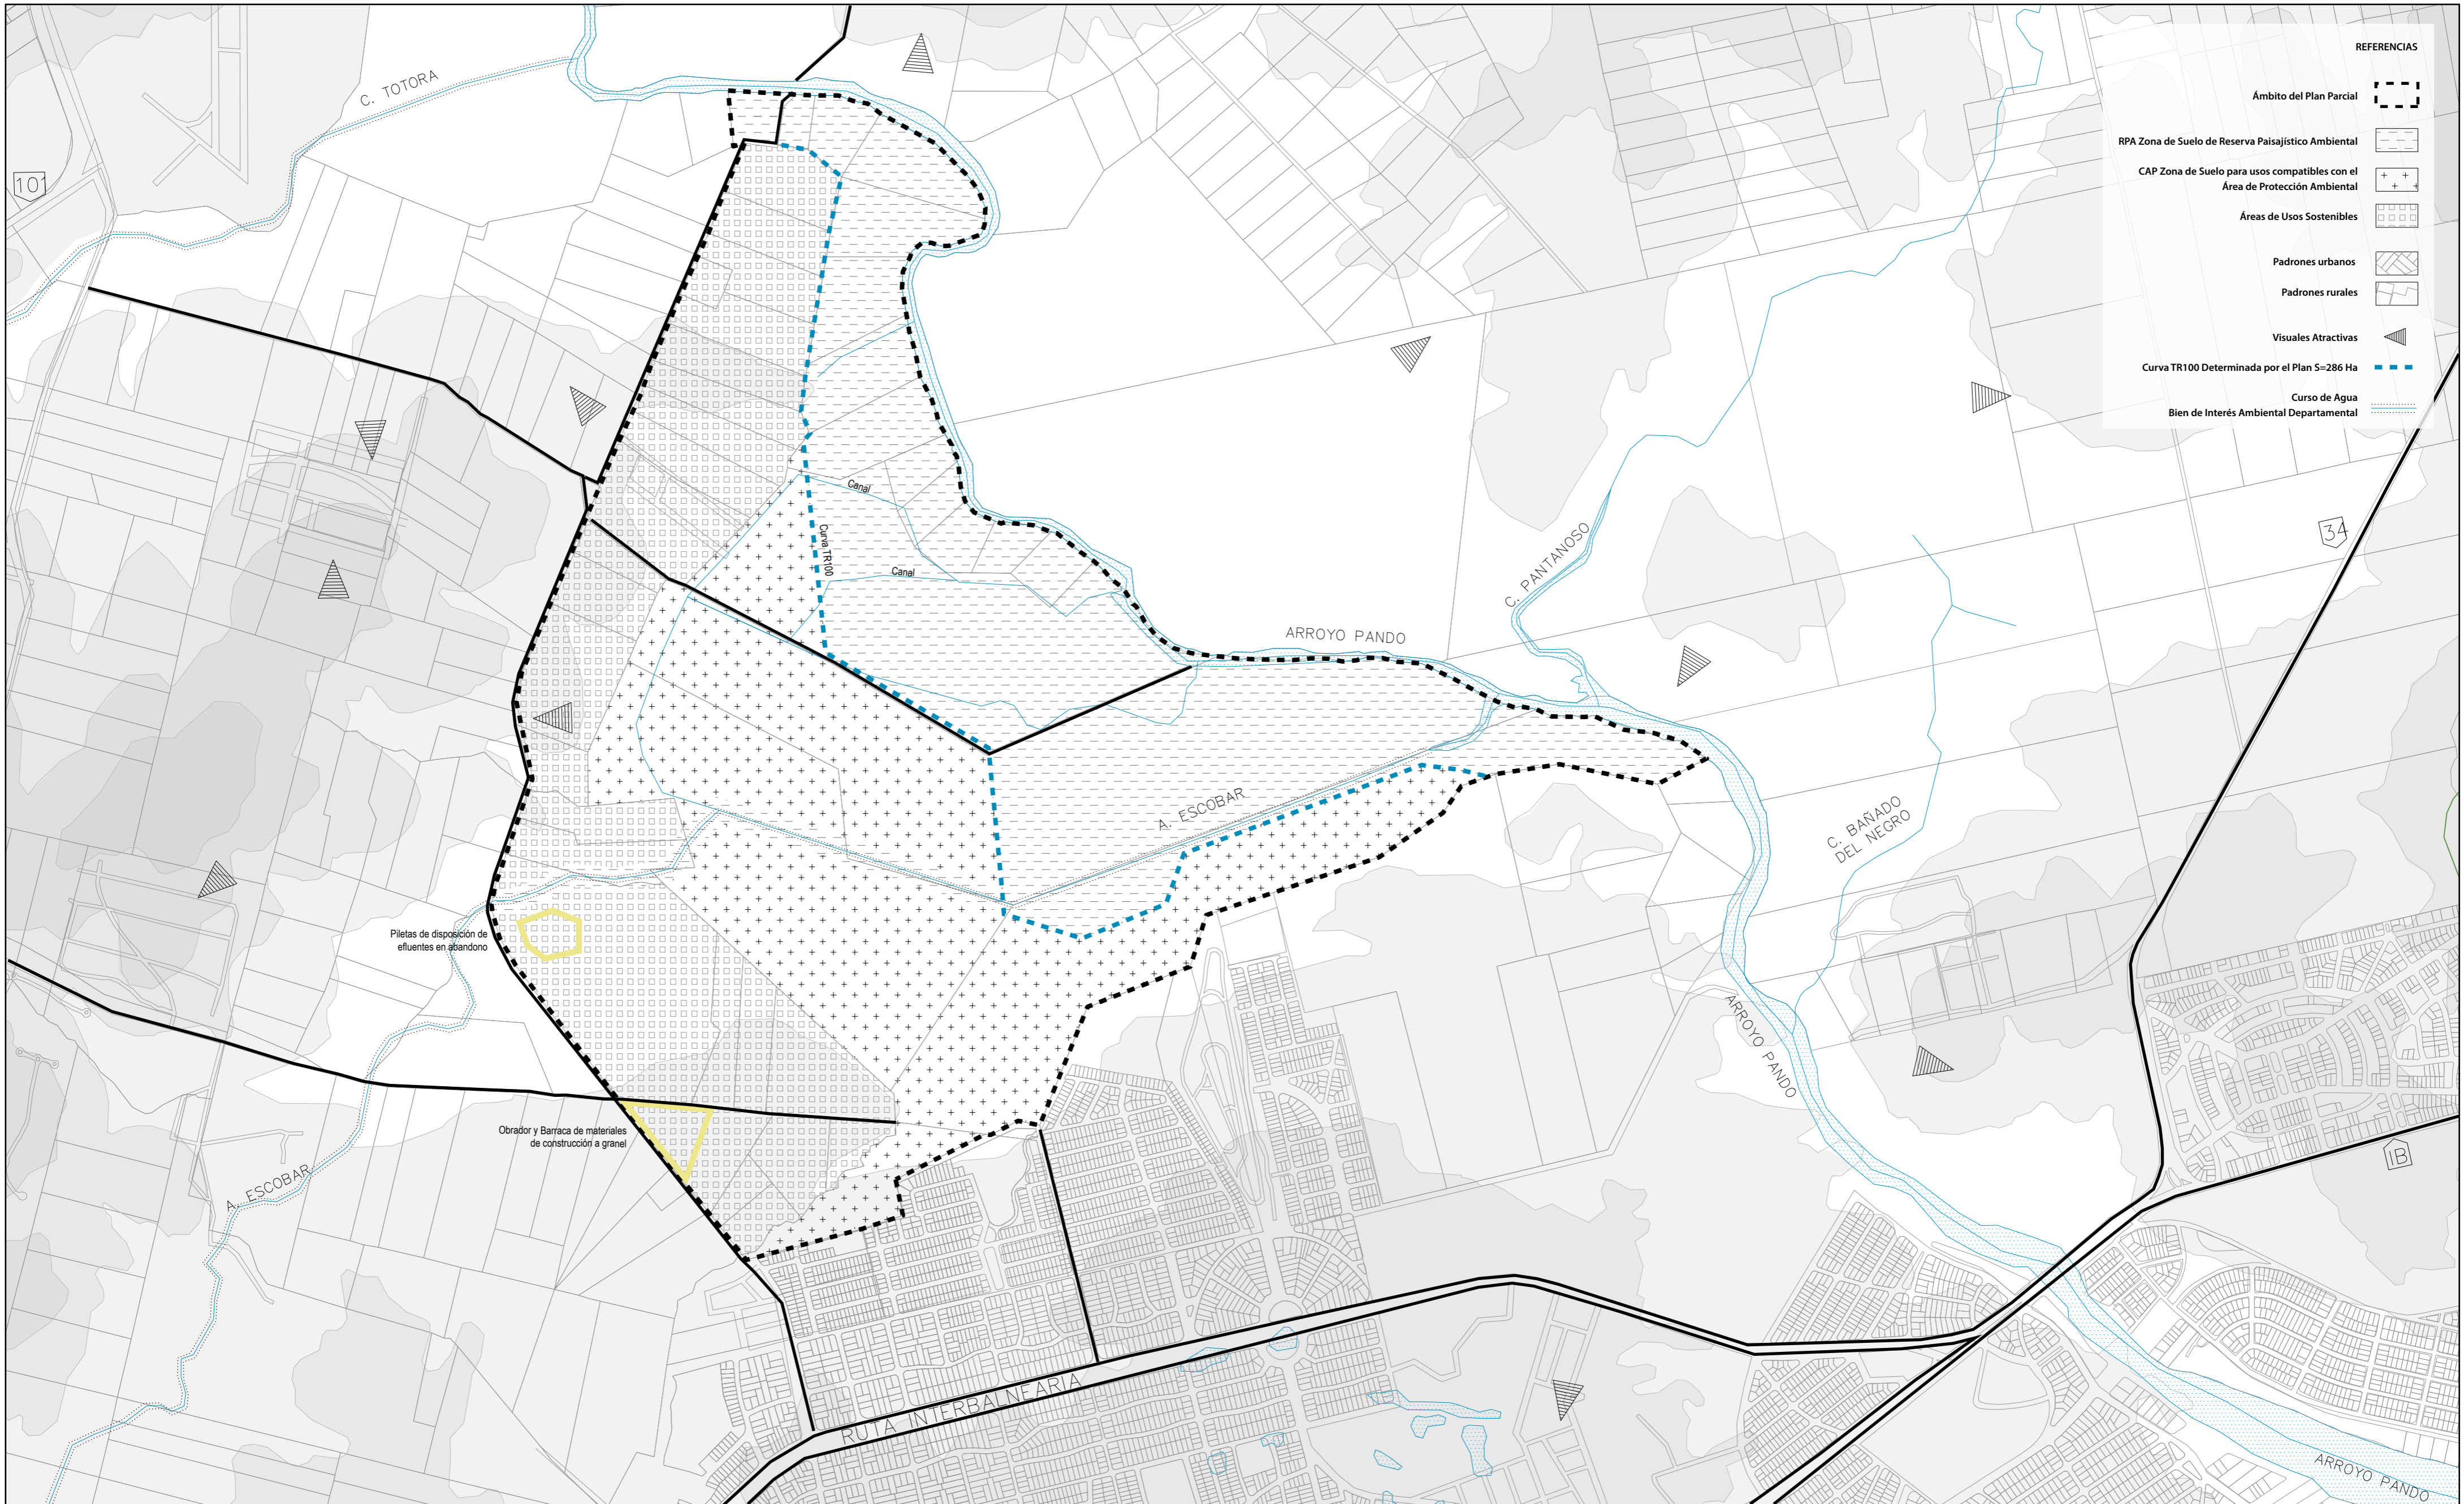 REFERENCIAS
Ámbito del Plan Parcial
RPA Zona de Suelo de Reserva Paisajístico Ambiental
CAP Zona de Suelo para usos compatibles con el
Área de Protección Ambiental
Áreas de Usos Sostenibles
Padrones urbanos
Padrones rurales
Visuales Atractivas
Curva TR100 Determinada por el Plan S=286 Ha
Curso de Agua
Bien de Interés Ambiental Departamental
C. TOTORA
101
Canal
Curva TR100
Canal
C. PANTANOSO
34
ARROYO PANDO
A. ESCOBAR
C. BAÑADO
DEL NEGRO
Piletas de disposición de
efluentes en abandono
ARROYO PANDO
Obrador y Barraca de materiales
de construcción a granel
A. ESCOBAR
IB
RUTA INTERBALNEARIA
ARROYO PANDO